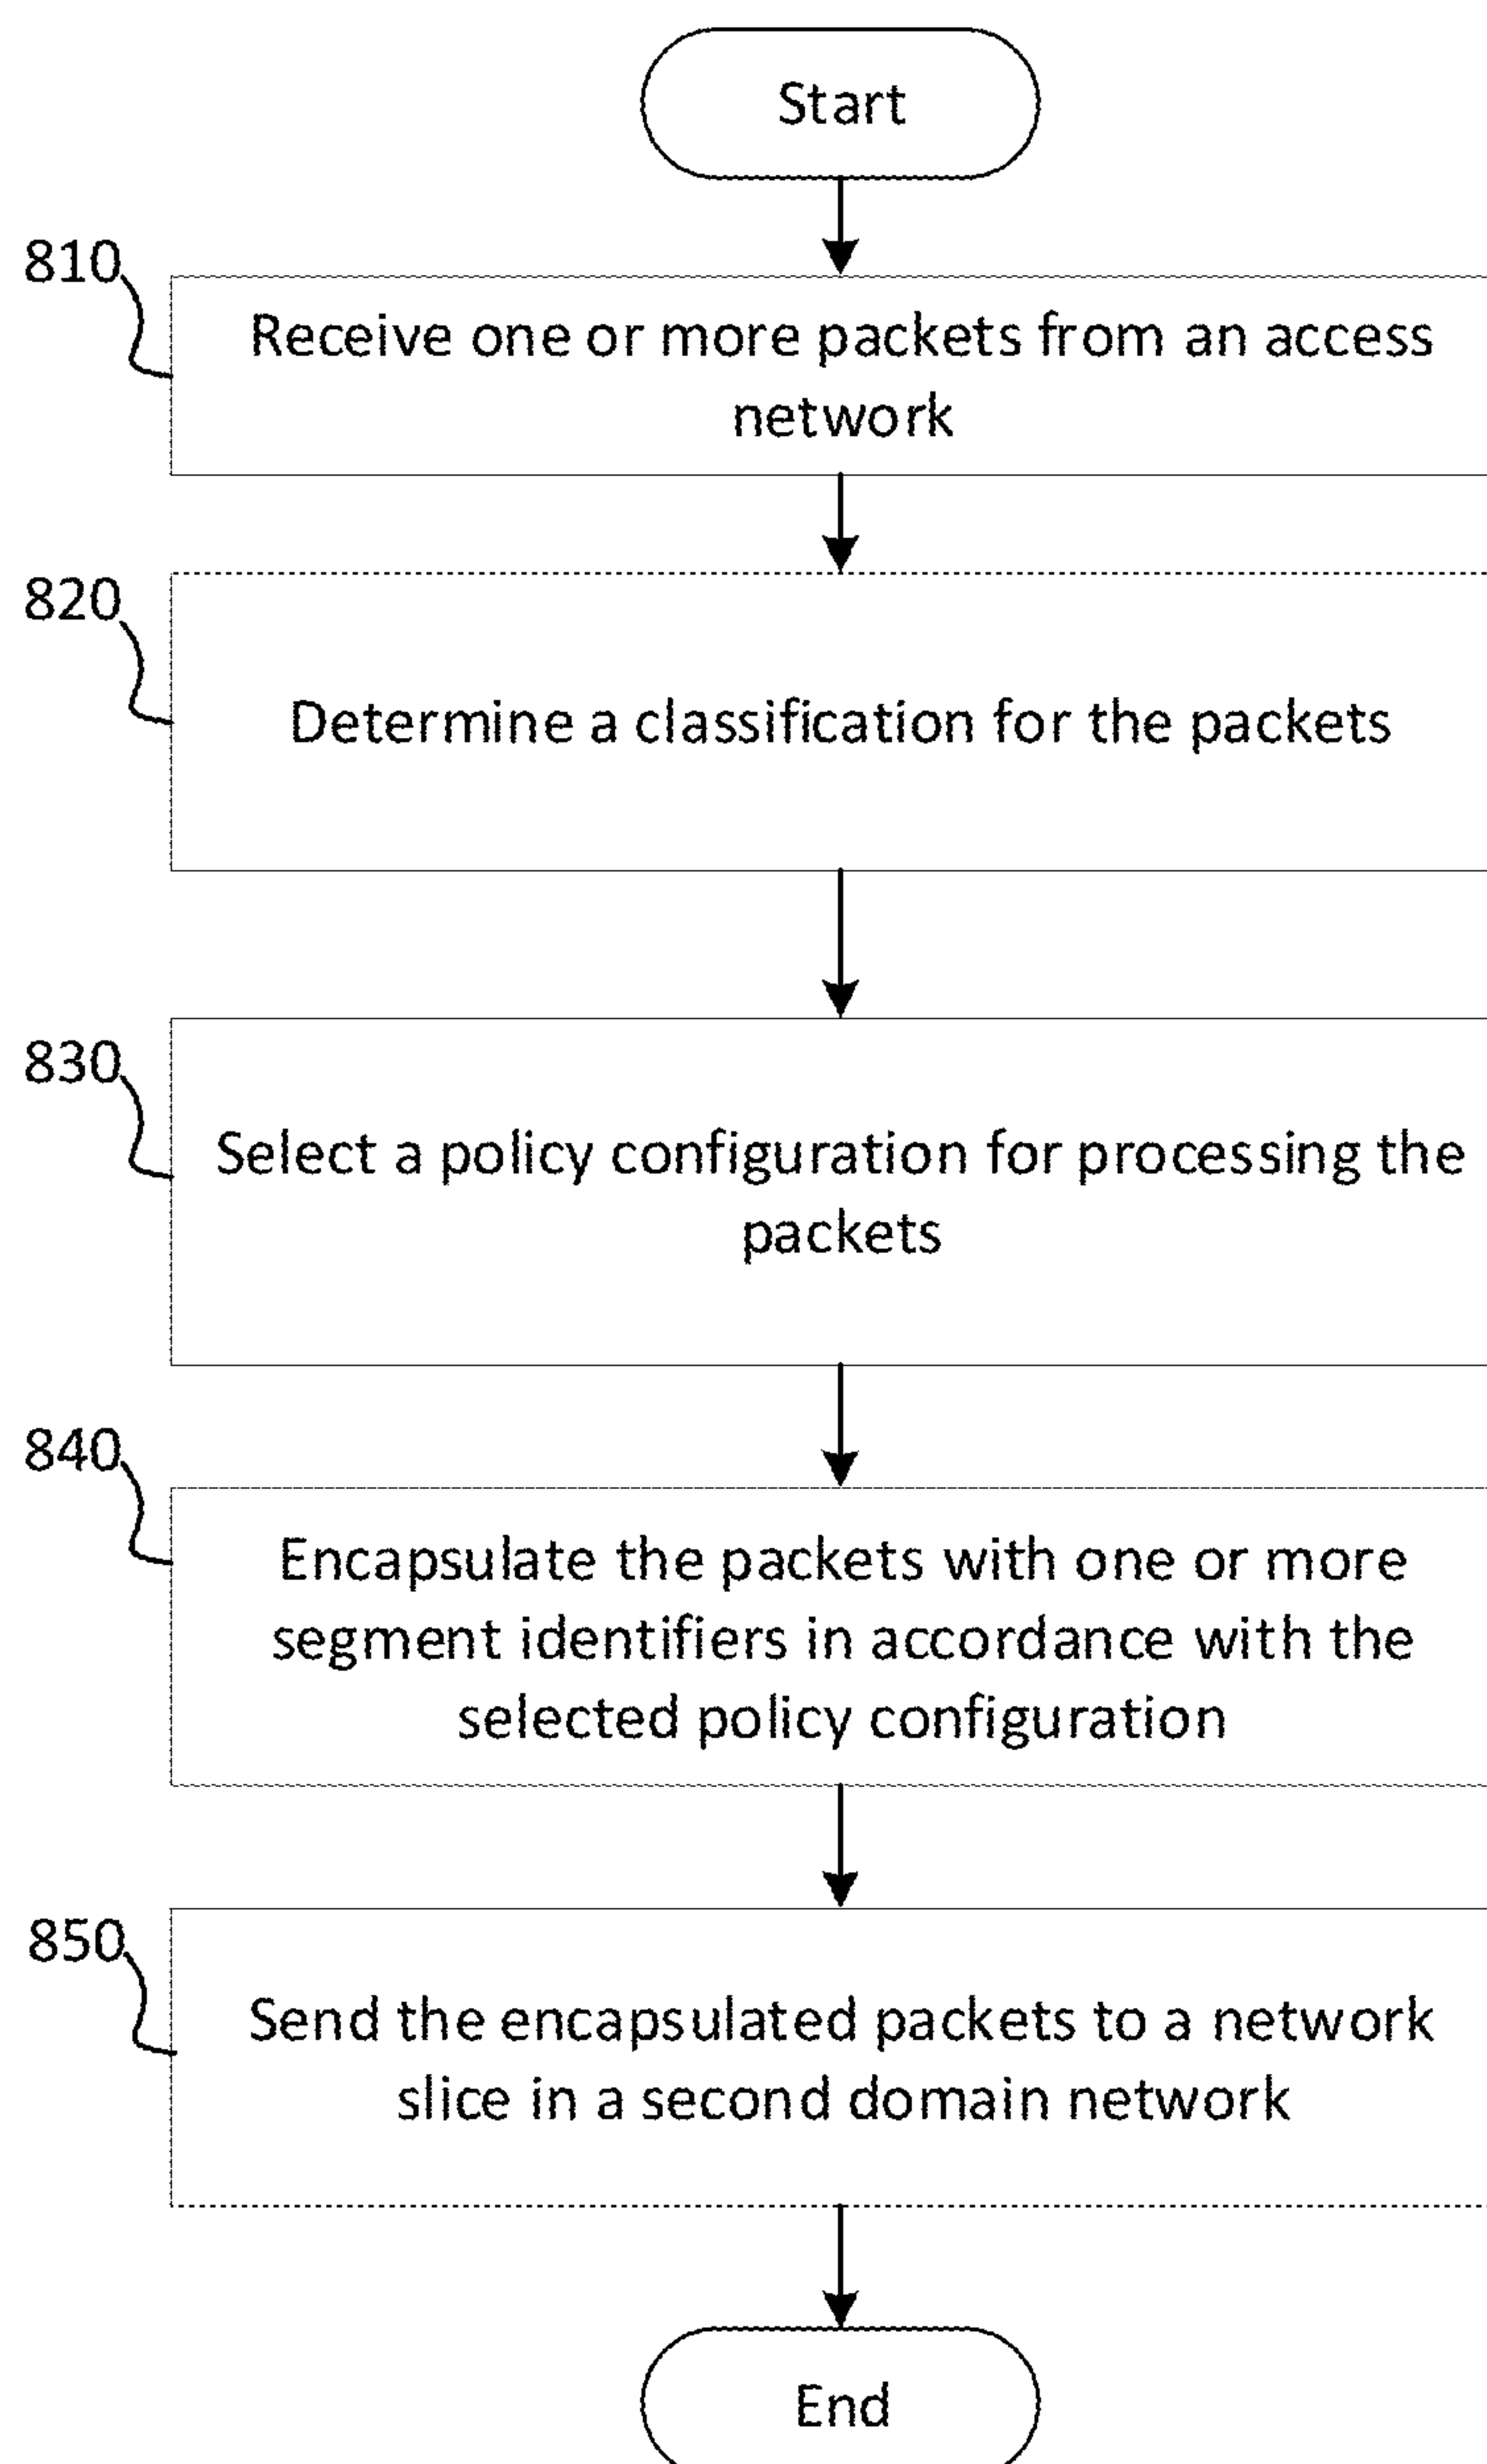 Start
810
Receive one or more packets from an access
network
820
Determine a classification for the packets
830
Select a policy configuration for processing the
packets
840
Encapsulate the packets with one or more
segment identifiers in accordance with the
selected policy configuration
850
Send the encapsulated packets to a network
slice in a second domain network
End